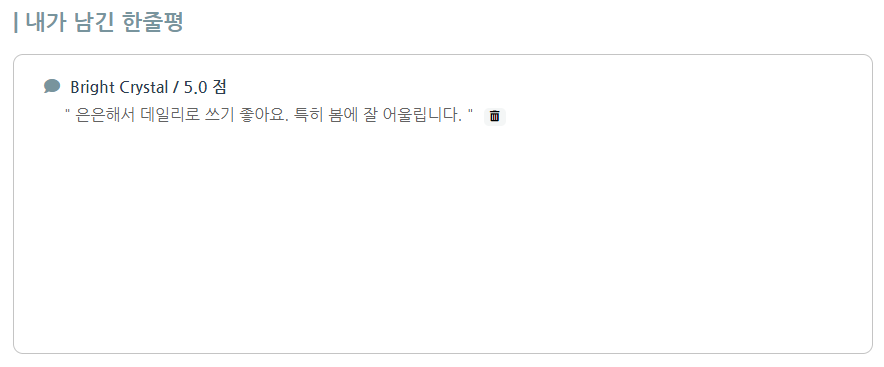 | 내가 남긴 한줄평
Bright Crystal / 5.0 점
" 은은해서 데일리로 쓰기 좋아요. 특히 봄에 잘 어울립니다. "